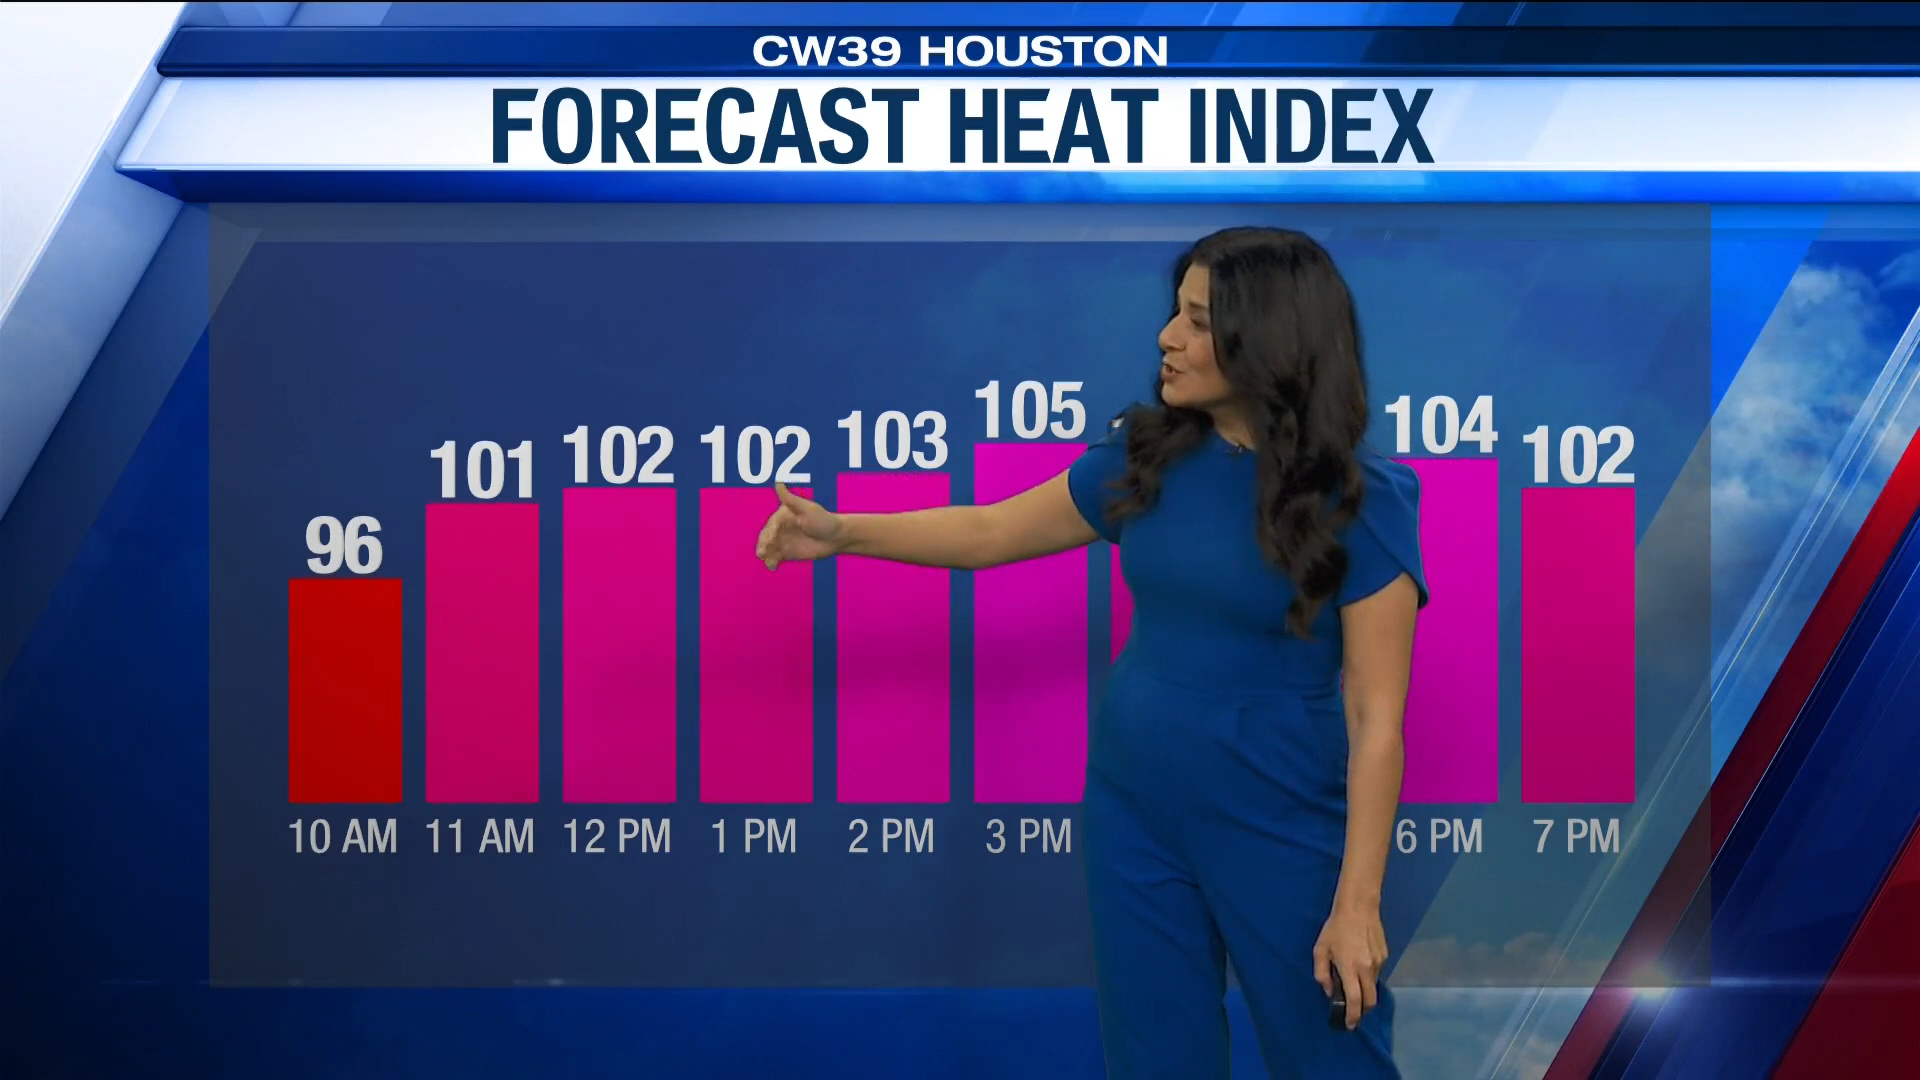 CW39 HOUSTON
FORECAST HEAT INDEX
96 101 102 102 103 105 104 102
10 AM 11 AM 12 PM 1 PM 2 PM 3 PM 6 PM 7 PM